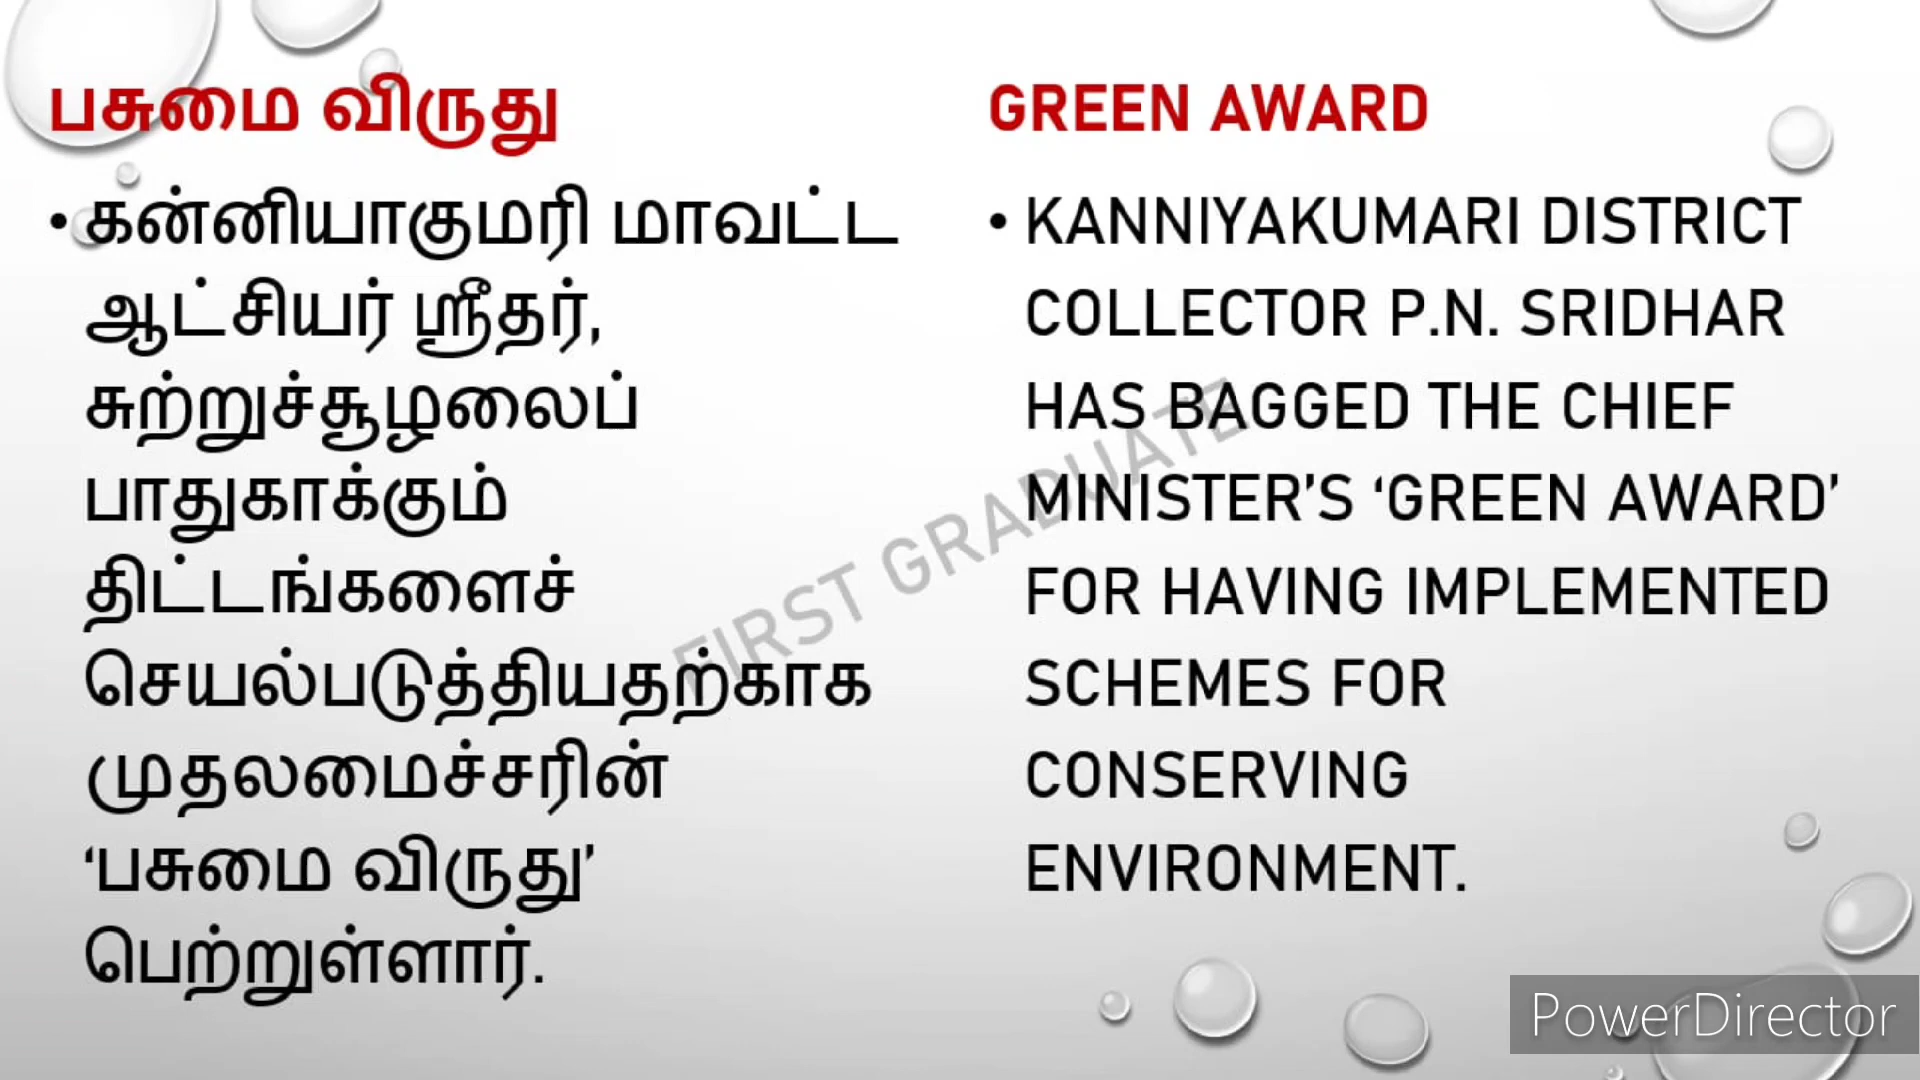 பசுமை விருது
• கன்னியாகுமரி மாவட்ட
ஆட்சியர் ஸ்ரீதர்,
சுற்றுச்சூழலைப்
பாதுகாக்கும்
திட்டங்களைச்
செயல்படுத்தியதற்காக
முதலமைச்சரின்
‘பசுமை விருது’
பெற்றுள்ளார்.
GREEN AWARD
• KANNIYAKUMARI DISTRICT
COLLECTOR P.N. SRIDHAR
HAS BAGGED THE CHIEF
MINISTER’S ‘GREEN AWARD’
FOR HAVING IMPLEMENTED
SCHEMES FOR
CONSERVING
ENVIRONMENT.
FIRST GRADUATE
PowerDirector